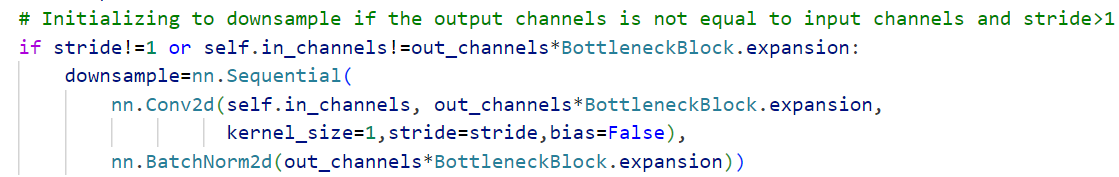 # Initializing to downsample if the output channels is not equal to input channels and stride>1
if stride!=1 or self.in_channels!=out_channels*BottleneckBlock.expansion:
downsample=nn.Sequential(
nn.Conv2d(self.in_channels, out_channels*BottleneckBlock.expansion,
kernel_size=1,stride=stride,bias=False),
nn.BatchNorm2d(out_channels*BottleneckBlock.expansion))